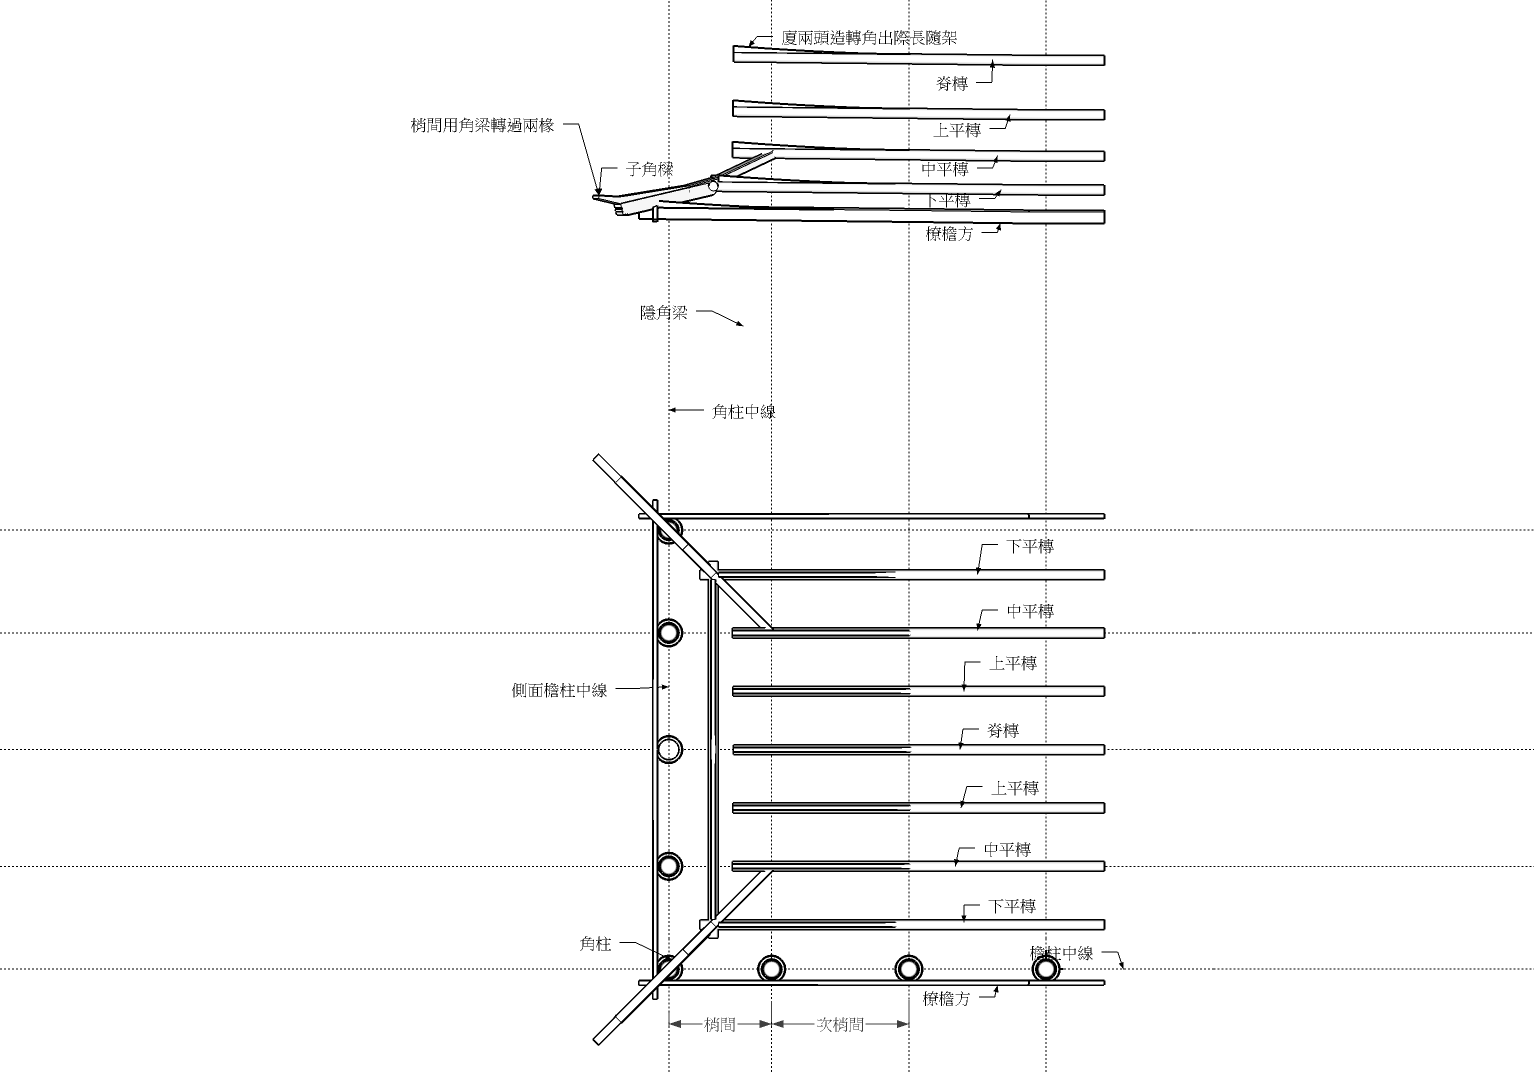 廈兩頭造轉角出際長隨架
脊槫
上平槫
梢間用角梁轉過兩椽
子角樑
中平槫
下平槫
橑檐方
隱角梁
角柱中線
下平槫
中平槫
上平槫
側面檐柱中線
脊槫
上平槫
中平槫
下平槫
角柱
檐柱中線
橑檐方
梢間
次梢間